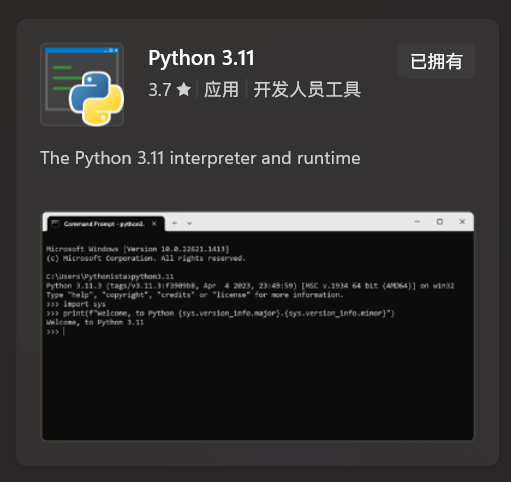 Python 3.11
已拥有
3.7 ★ 应用 开发人员工具
The Python 3.11 interpreter and runtime
Command Prompt - python3.
Microsoft Windows [Version 10.0.22621.1413]
(c) Microsoft Corporation. All rights reserved.
C:\Users\Pythonista>python3.11
Python 3.11.3 (tags/v3.11.3:f3909b8, Apr  4 2023, 23:49:59) [MSC v.1934 64 bit (AMD64)] on win32
Type "help", "copyright", "credits" or "license" for more information.
>>> import sys
>>> print(f"Welcome, to Python {sys.version_info.major}.{sys.version_info.minor}")
Welcome, to Python 3.11
>>>